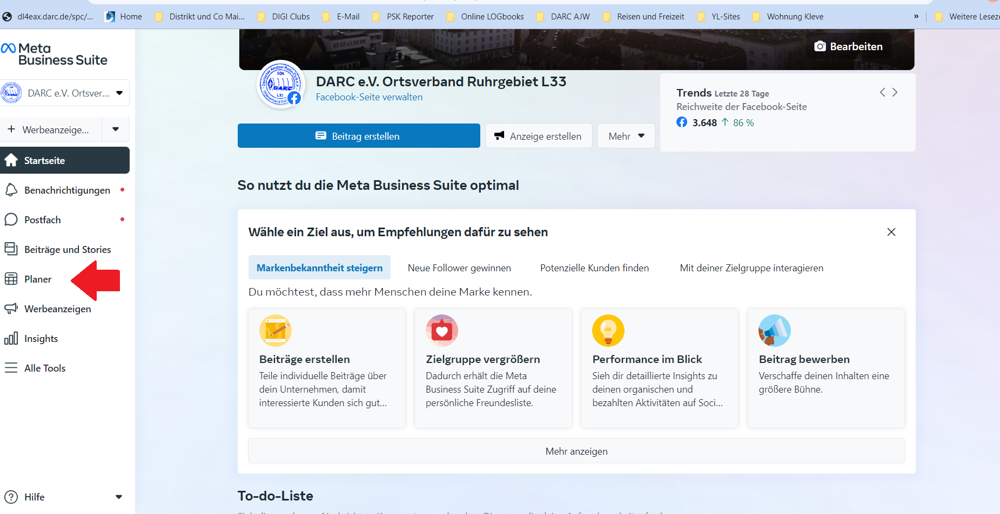 dl4eax.darc.de/spc/...
Home
Distrikt und Co Mai...
DIGI Clubs
E-Mail
PSK Reporter
Online LOGbooks
DARC AJW
Reisen und Freizeit
YL-Sites
Wohnung Kleve
»
Weitere Leseze
Meta
Business Suite
DARC e.V. Ortsver...
+ Werbeanzeige...
Startseite
Benachrichtigungen
Postfach
Beiträge und Stories
Planer
Werbeanzeigen
Insights
Alle Tools
Hilfe
Bearbeiten
DARC e.V. Ortsverband Ruhrgebiet L33
Facebook-Seite verwalten
Beitrag erstellen
Anzeige erstellen
Mehr
Trends Letzte 28 Tage
Reichweite der Facebook-Seite
3.648 ↑ 86 %
So nutzt du die Meta Business Suite optimal
Wähle ein Ziel aus, um Empfehlungen dafür zu sehen
Markenbekanntheit steigern
Neue Follower gewinnen
Potenzielle Kunden finden
Mit deiner Zielgruppe interagieren
Du möchtest, dass mehr Menschen deine Marke kennen.
Beiträge erstellen
Teile individuelle Beiträge über
dein Unternehmen, damit
interessierte Kunden sich gut...
Zielgruppe vergrößern
Dadurch erhält die Meta
Business Suite Zugriff auf deine
persönliche Freundesliste.
Performance im Blick
Sieh dir detaillierte Insights zu
deinen organischen und
bezahlten Aktivitäten auf Soci...
Beitrag bewerben
Verschaffe deinen Inhalten eine
größere Bühne.
Mehr anzeigen
To-do-Liste